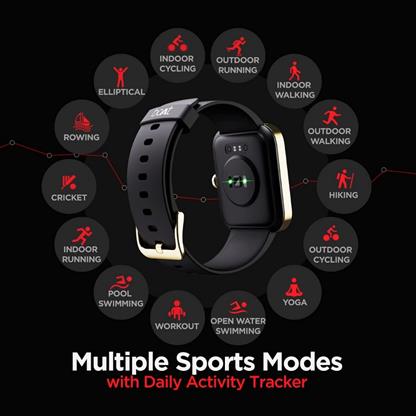 INDOOR
CYCLING
OUTDOOR
RUNNING
INDOOR
WALKING
OUTDOOR
WALKING
HIKING
OUTDOOR
CYCLING
YOGA
OPEN WATER
SWIMMING
WORKOUT
POOL
SWIMMING
INDOOR
RUNNING
CRICKET
ROWING
ELLIPTICAL
boAt
Multiple Sports Modes
with Daily Activity Tracker